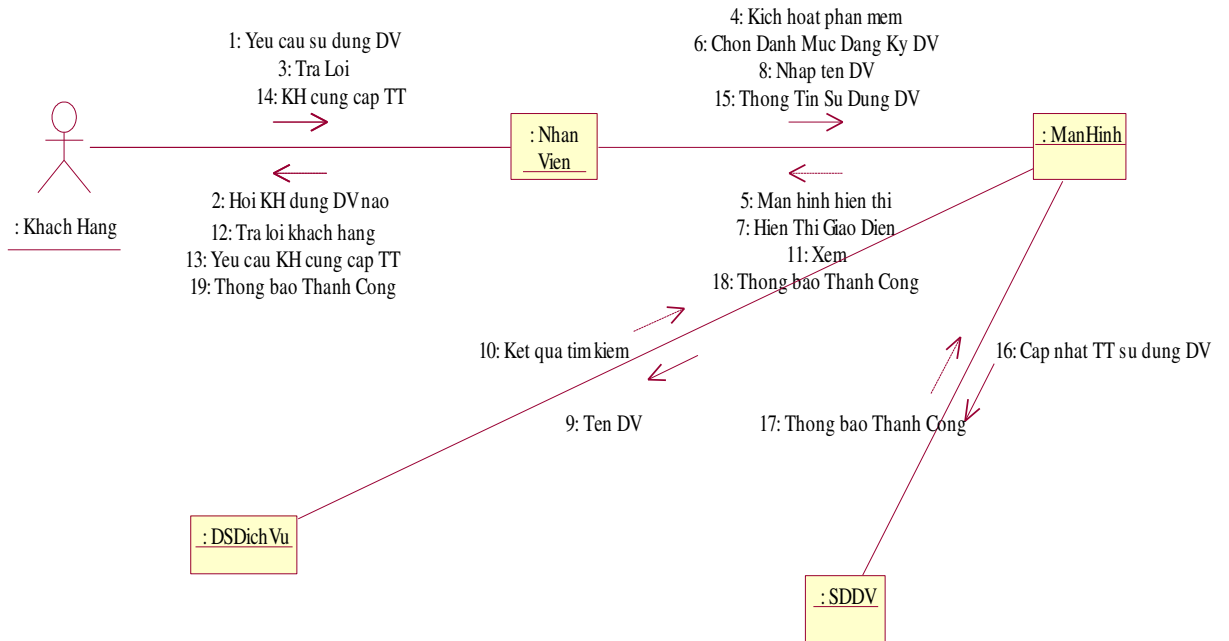 4: Kich hoat phan mem
1: Yeu cau su dung DV
6: Chon Danh Muc Dang Ky DV
3: Tra Loi
8: Nhap ten DV
14: KH cung cap TT
15: Thong Tin Su Dung DV
: Nhan
Vien
: ManHinh
: Khach Hang
2: Hoi KH dung DV nao
12: Tra loi khach hang
13: Yeu cau KH cung cap TT
19: Thong bao Thanh Cong
5: Man hinh hien thi
7: Hien Thi Giao Dien
11: Xem
18: Thong bao Thanh Cong
10: Ket qua tim kiem
16: Cap nhat TT su dung DV
9: Ten DV
17: Thong bao Thanh Cong
: DSDichVu
: SDDV